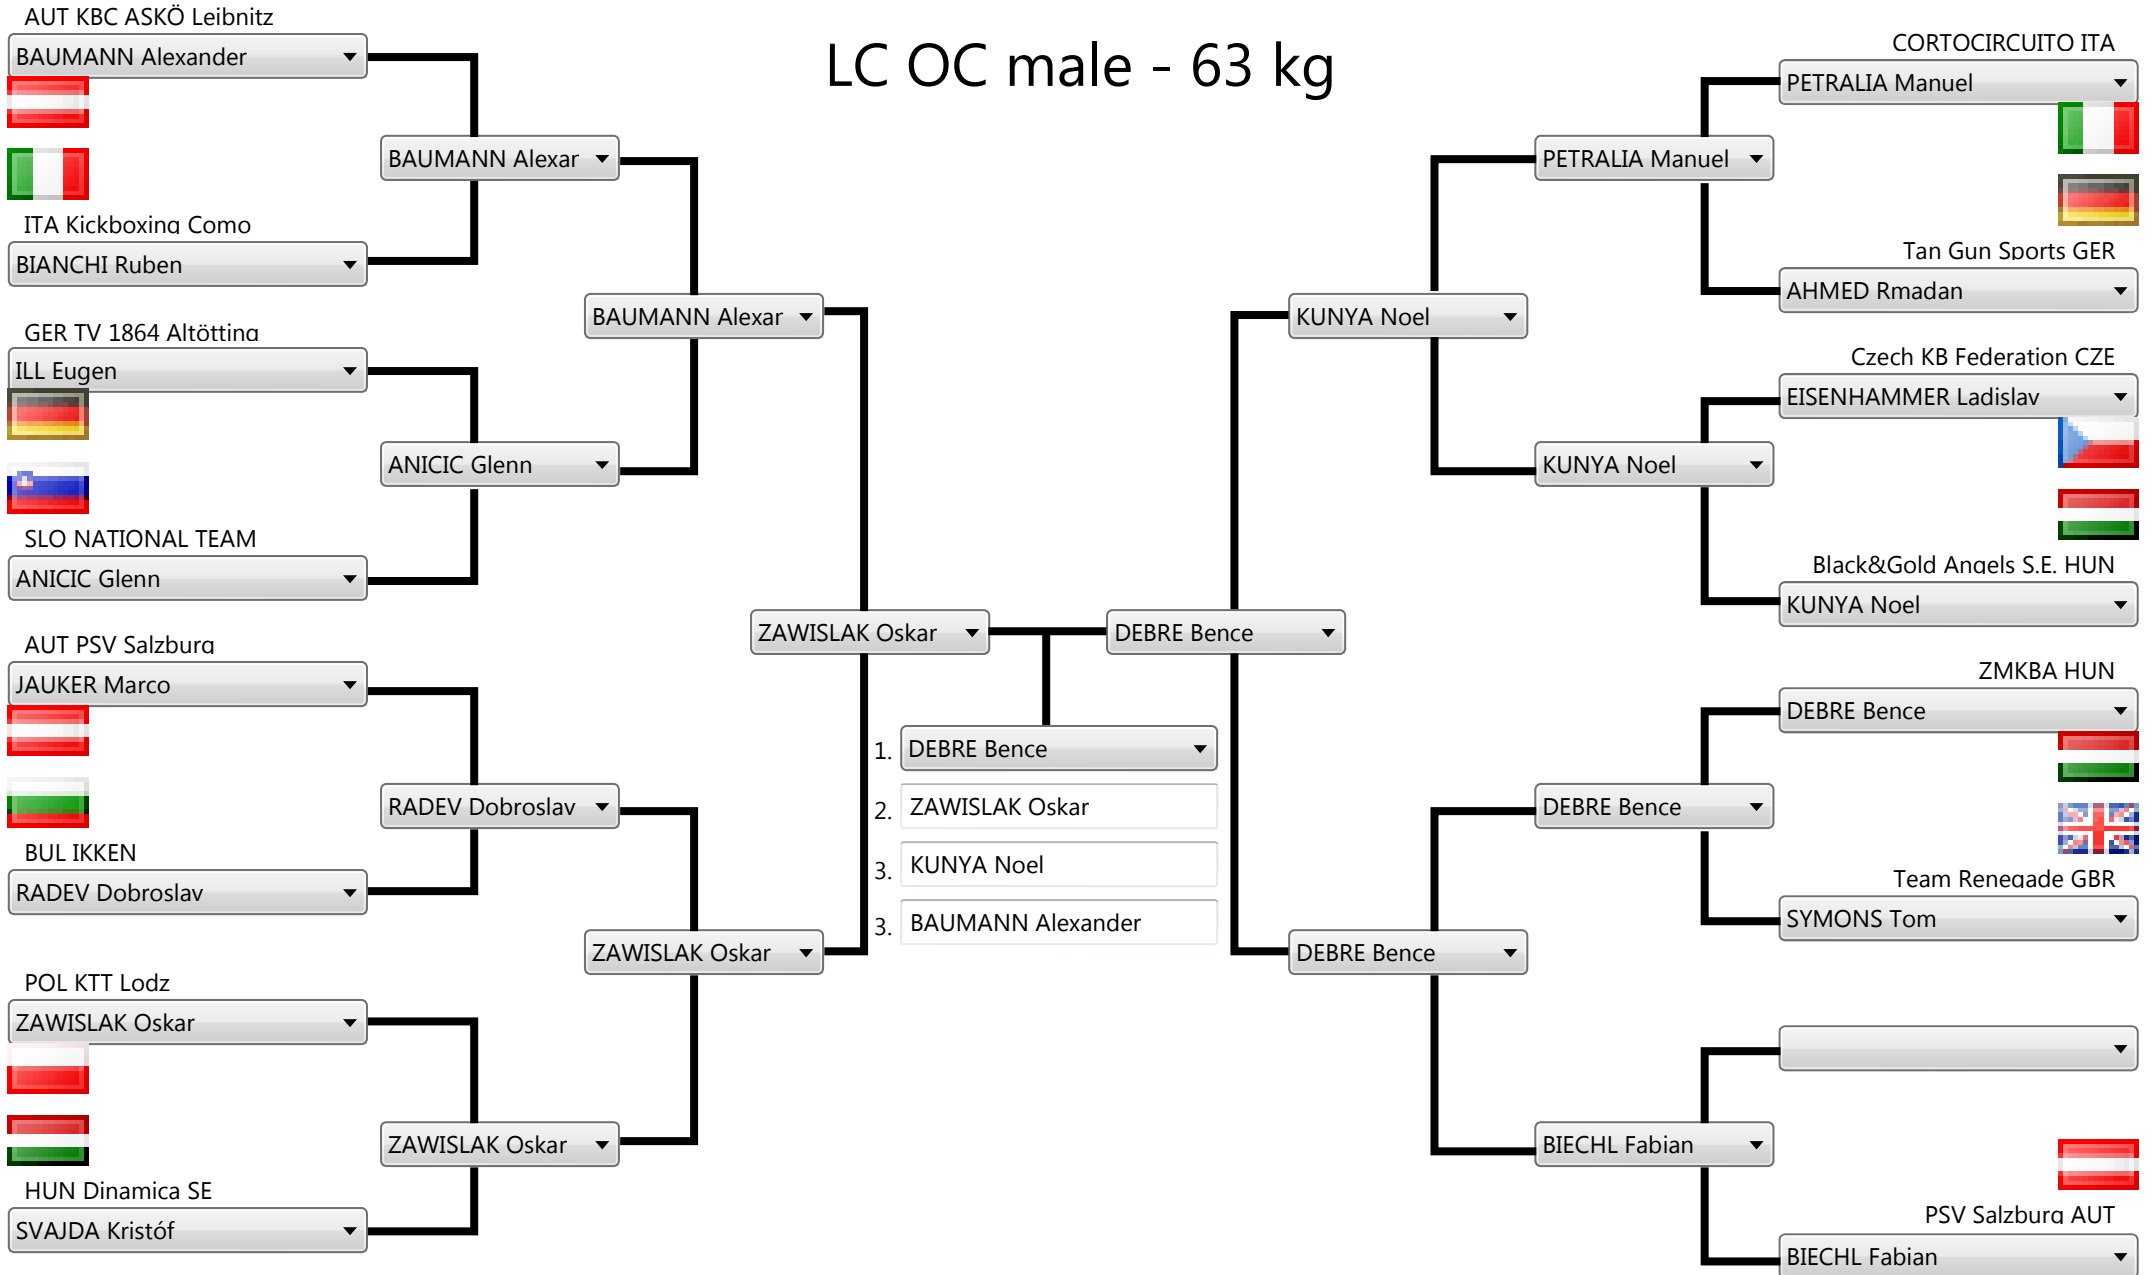 LC OC male - 63 kg
AUT KBC ASKÖ Leibnitz
BAUMANN Alexander
ITA Kickboxing Como
BIANCHI Ruben
GER TV 1864 Altötting
ILL Eugen
SLO NATIONAL TEAM
ANICIC Glenn
AUT PSV Salzburg
JAUKER Marco
BUL IKKEN
RADEV Dobroslav
POL KTT Lodz
ZAWISLAK Oskar
HUN Dinamica SE
SVAJDA Kristóf
BAUMANN Alexar
ANICIC Glenn
RADEV Dobroslav
ZAWISLAK Oskar
BAUMANN Alexar
ZAWISLAK Oskar
ZAWISLAK Oskar
DEBRE Bence
1. DEBRE Bence
2. ZAWISLAK Oskar
3. KUNYA Noel
3. BAUMANN Alexander
KUNYA Noel
DEBRE Bence
PETRALIA Manuel
KUNYA Noel
DEBRE Bence
BIECHL Fabian
CORTOCIRCUITO ITA
PETRALIA Manuel
Tan Gun Sports GER
AHMED Rmadan
Czech KB Federation CZE
EISENHAMMER Ladislav
Black&Gold Angels S.E. HUN
KUNYA Noel
ZMKBA HUN
DEBRE Bence
Team Renegade GBR
SYMONS Tom
PSV Salzburg AUT
BIECHL Fabian